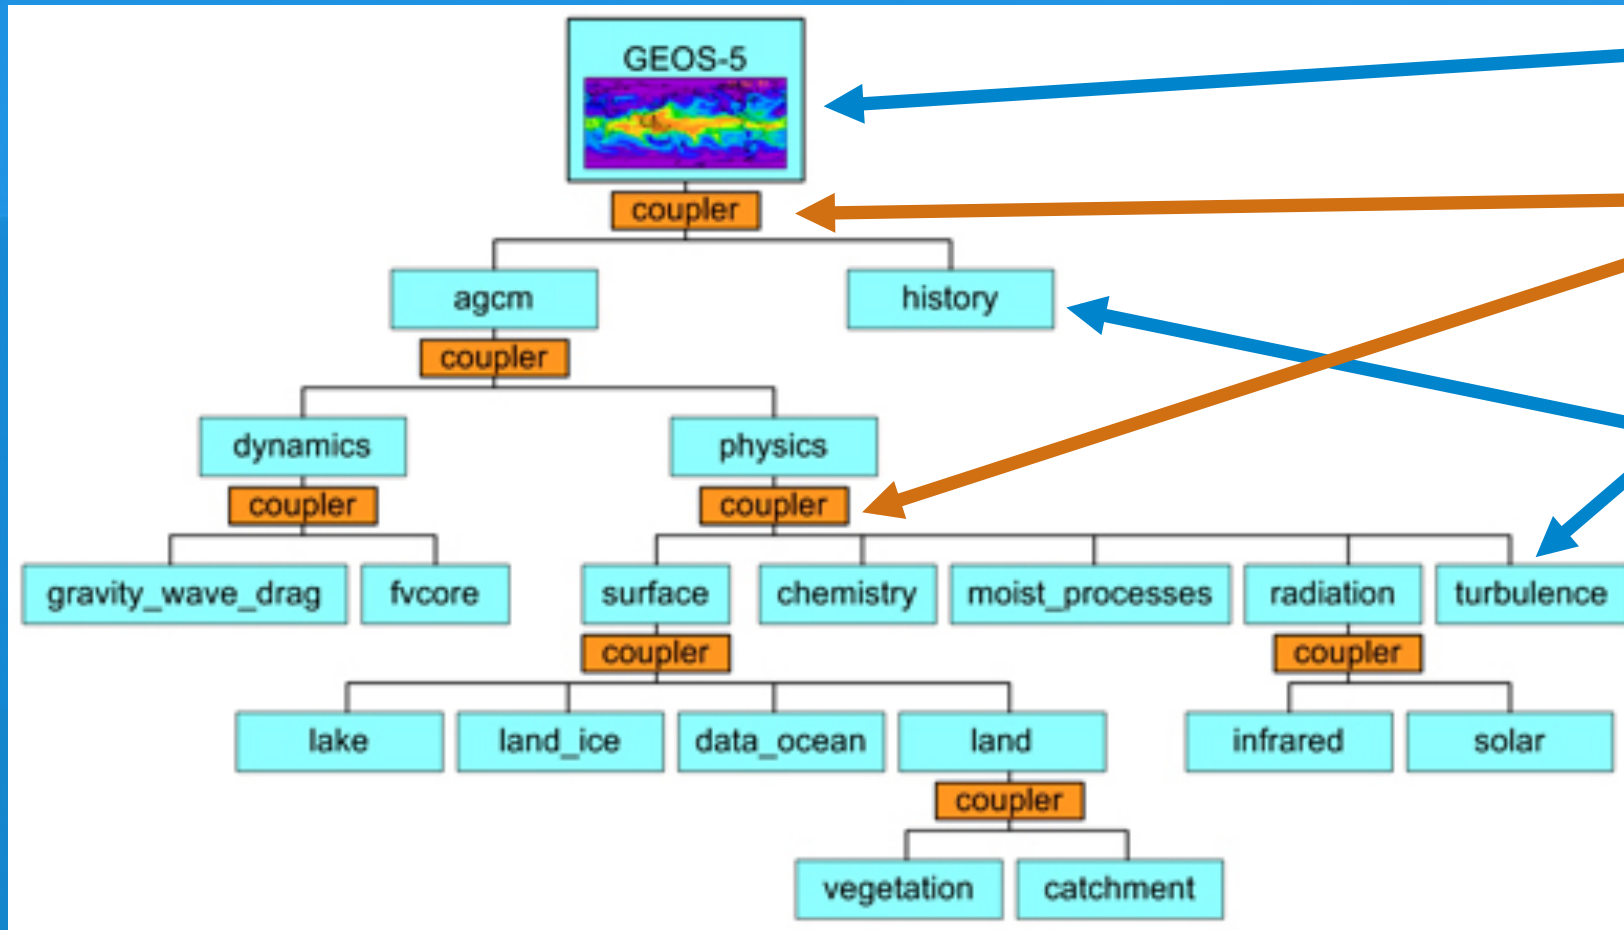 GEOS-5
coupler
agcm
history
coupler
dynamics
physics
coupler
coupler
gravity_wave_drag
fvcore
surface
chemistry
moist_processes
radiation
turbulence
coupler
coupler
lake
land_ice
data_ocean
land
infrared
solar
coupler
vegetation
catchment